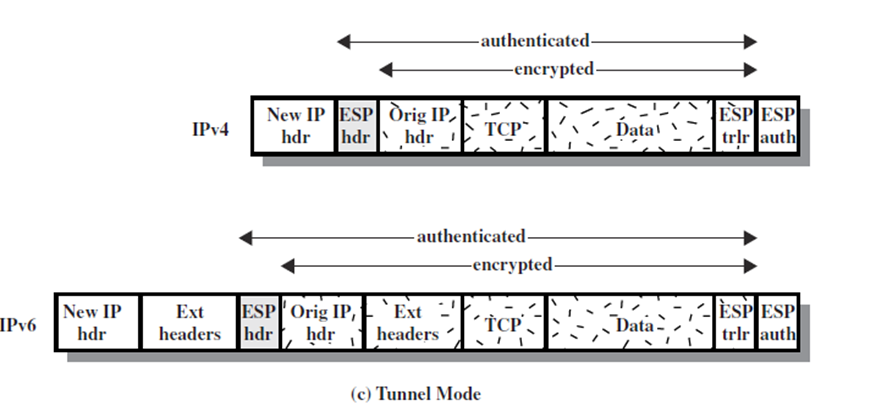 authenticated
encrypted
IPv4
New IP hdr
ESP hdr
Orig IP hdr
TCP
Data
ESP trlr
ESP auth
authenticated
encrypted
IPv6
New IP hdr
Ext headers
ESP hdr
Orig IP hdr
Ext headers
TCP
Data
ESP trlr
ESP auth
(c) Tunnel Mode